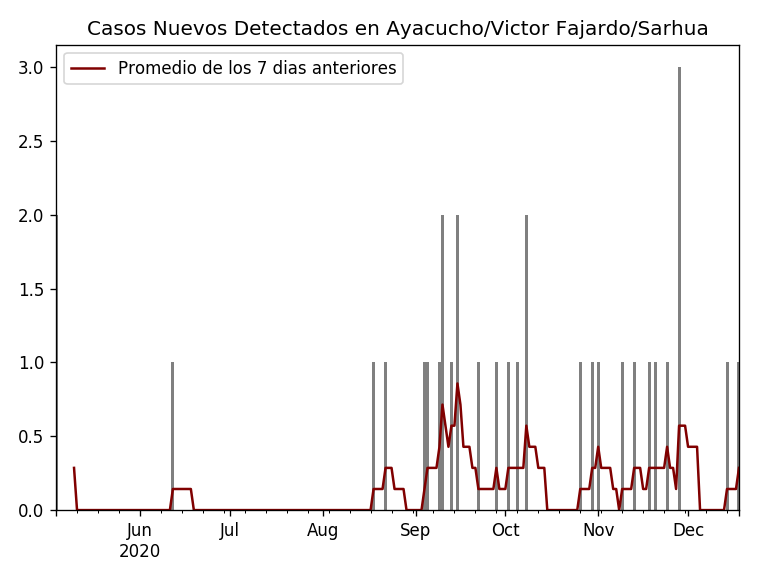 Casos Nuevos Detectados en Ayacucho/Victor Fajardo/Sarhua
Promedio de los 7 dias anteriores
3.0
2.5
2.0
1.5
1.0
0.5
0.0
Jun Jul Aug Sep Oct Nov Dec
2020